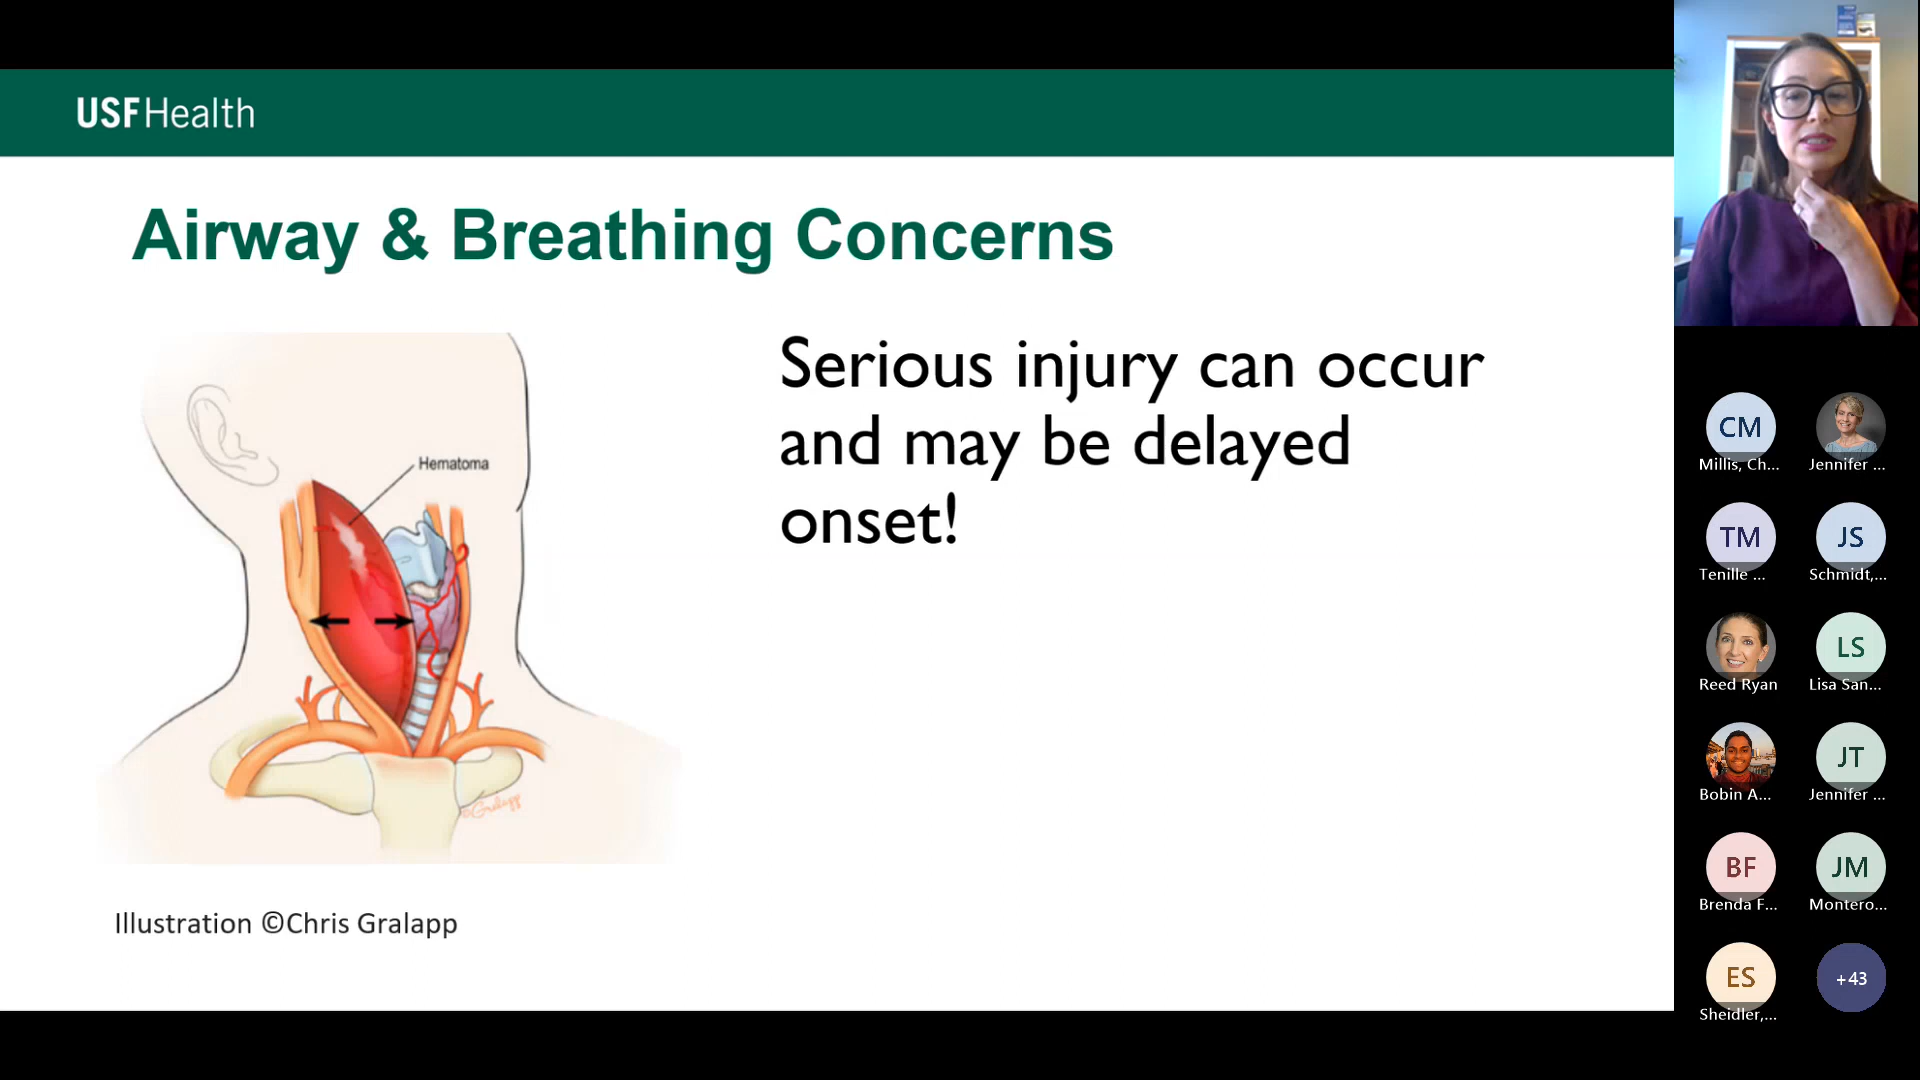 USFHealth
Airway & Breathing Concerns
Serious injury can occur
and may be delayed
onset!
Hematoma
©Gralapp
Illustration ©Chris Gralapp
CM
Millis, Ch...
Jennifer ...
TM
Tenille ...
JS
Schmidt,...
Reed Ryan
LS
Lisa San...
Bobin A...
JT
Jennifer ...
BF
Brenda F...
JM
Montero...
ES
Sheidler,...
+43